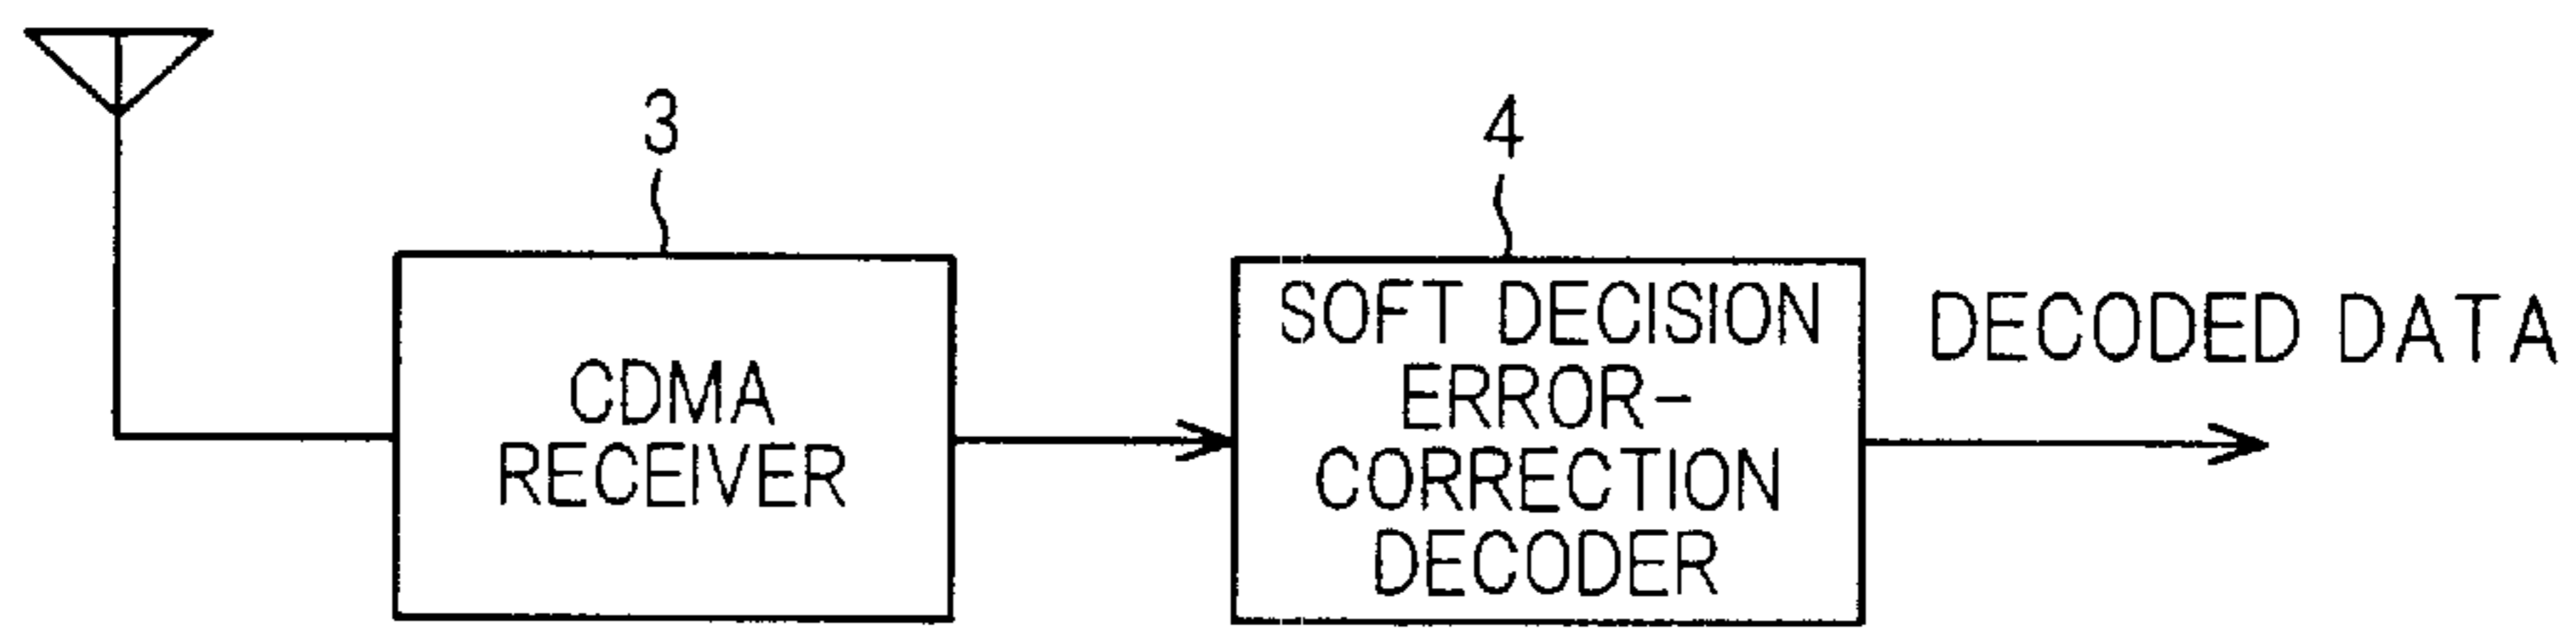 3
4
CDMA
RECEIVER
SOFT DECISION
ERROR-
CORRECTION
DECODER
DECODED DATA